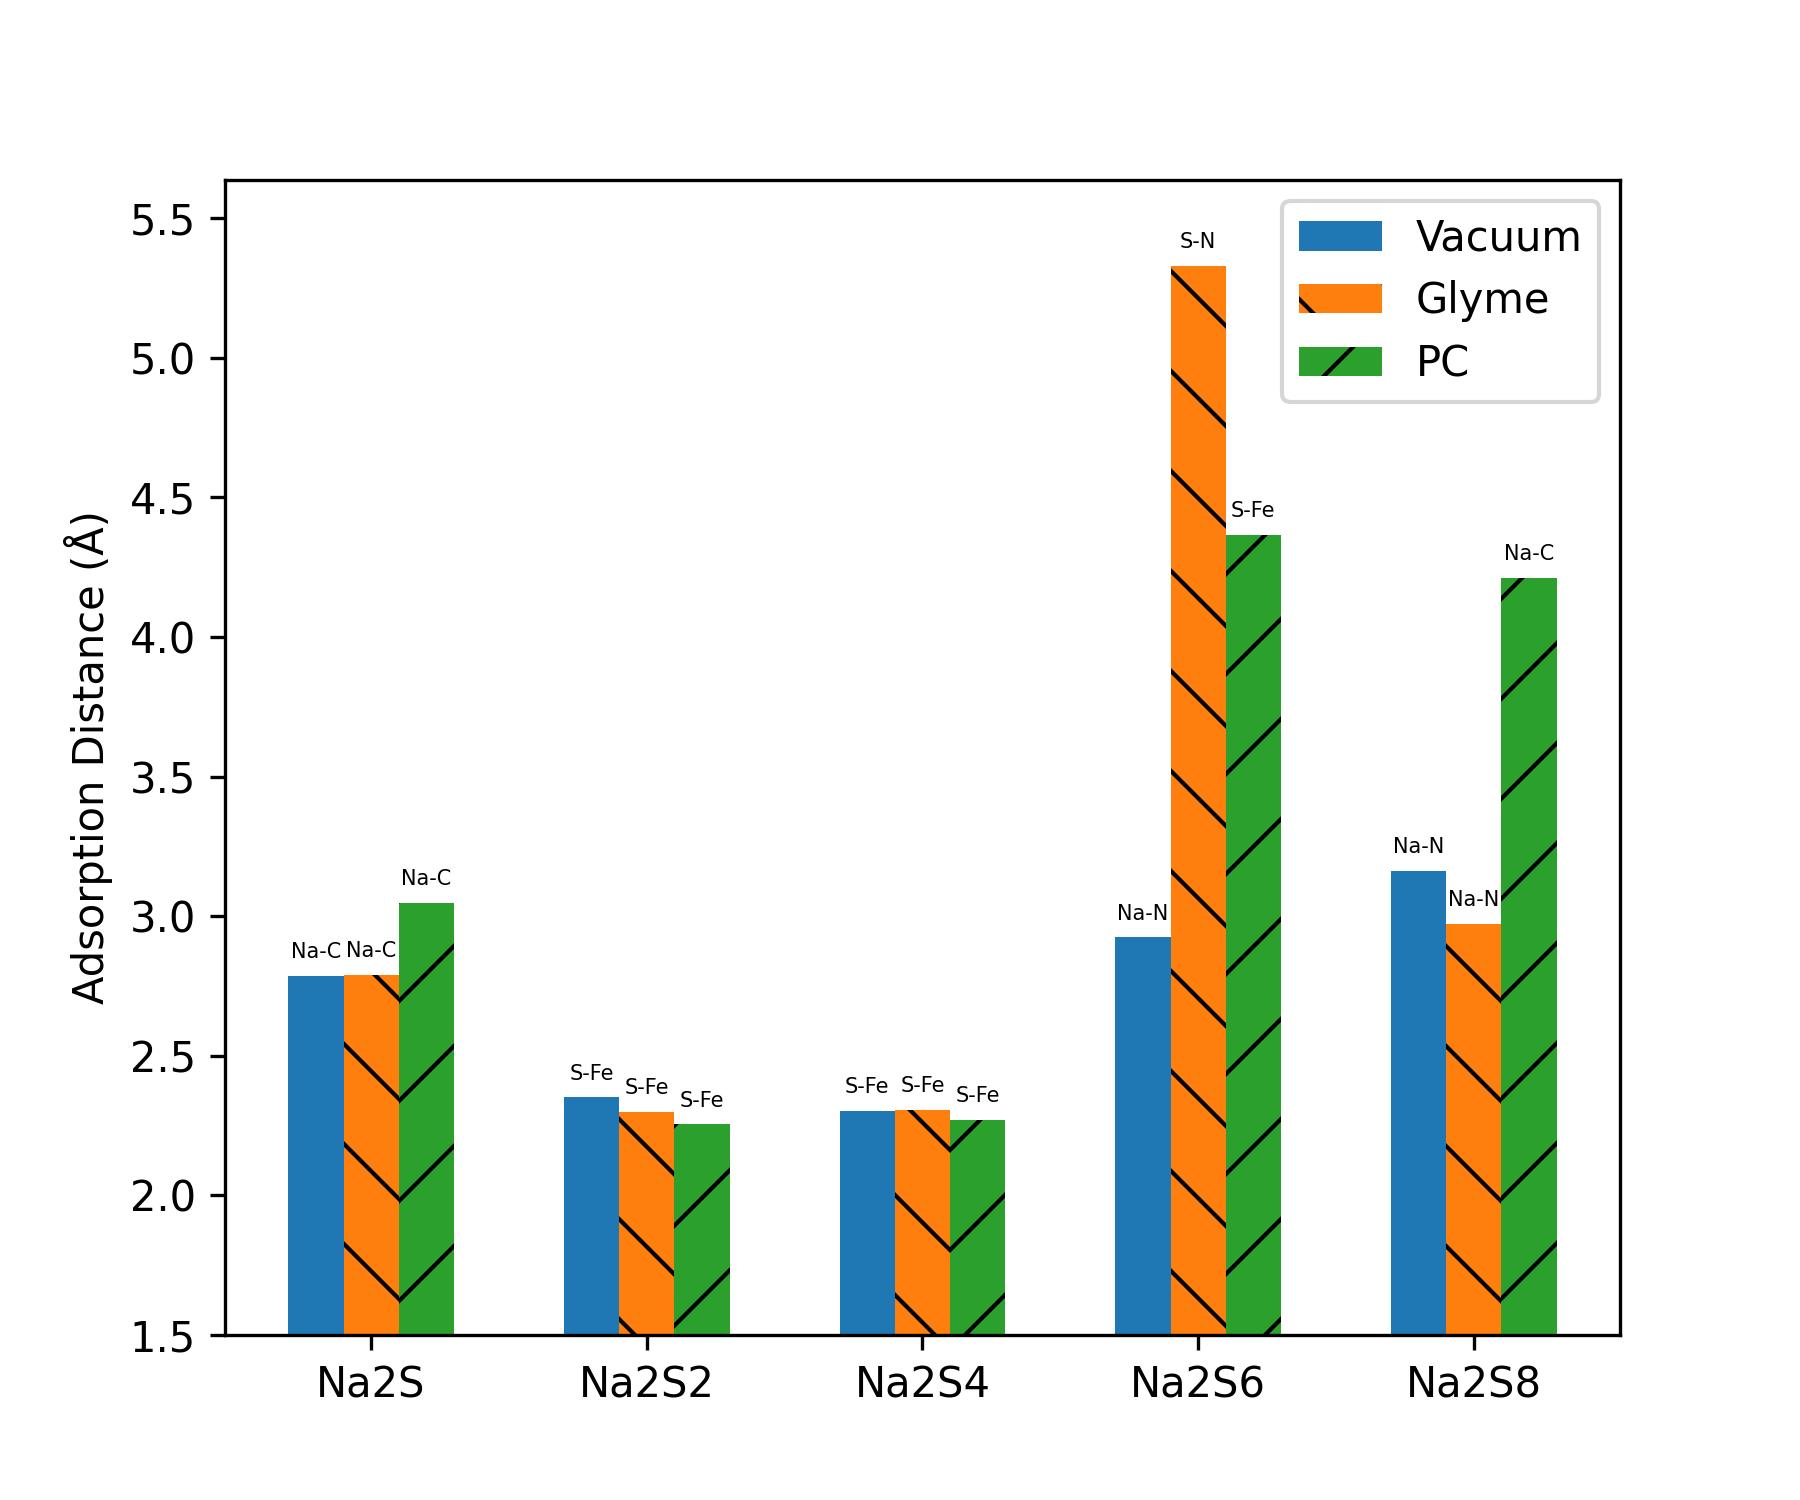 Adsorption Distance (Å)
5.5
5.0
4.5
4.0
3.5
3.0
2.5
2.0
1.5
Vacuum
Glyme
PC
Na-C
Na-C
Na-C
S-Fe
S-Fe
S-Fe
S-Fe
S-Fe
S-Fe
Na-N
S-N
S-Fe
Na-N
Na-N
Na-C
Na2S
Na2S2
Na2S4
Na2S6
Na2S8